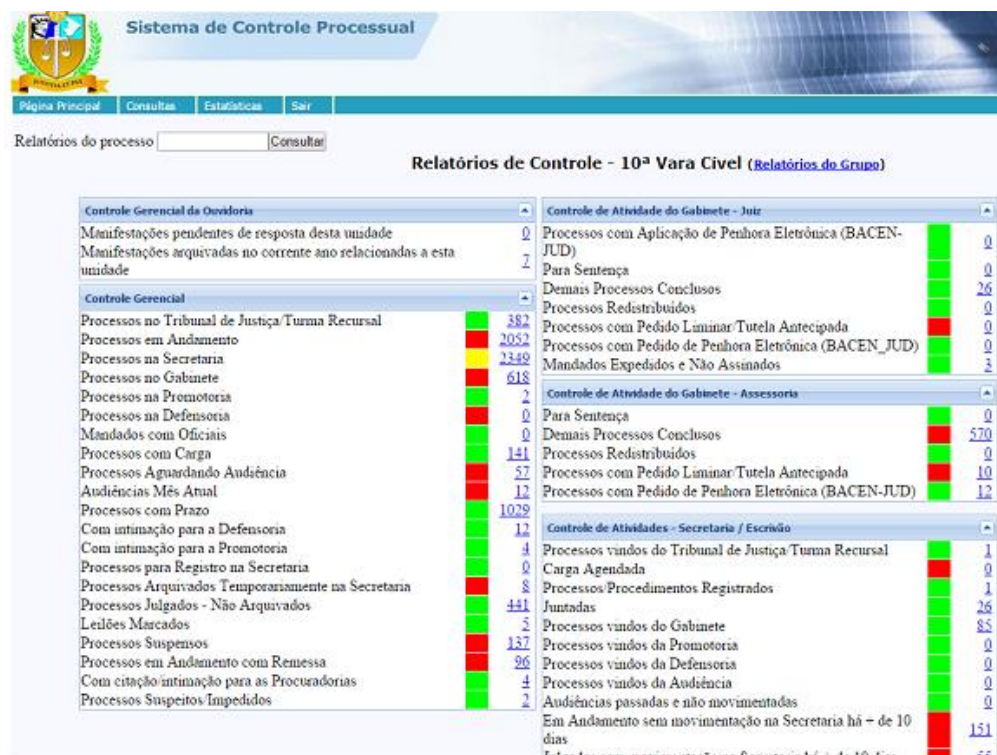 Sistema de Controle Processual
Página Principal Consultas Estatísticas Sair
Relatórios do processo Consultar
Relatórios de Controle - 10ª Vara Cível (Relatórios do Grupo)
Controle Gerencial da Ouvidoria
Manifestações pendentes de resposta desta unidade 0
Manifestações arquivadas no corrente ano relacionadas a esta
unidade 7
Controle Gerencial
Processos no Tribunal de Justiça/Turma Recursal 382
Processos em Andamento 2052
Processos na Secretaria 2349
Processos no Gabinete 618
Processos na Promotoria 2
Processos na Defensoria 0
Mandados com Oficiais 0
Processos com Carga 141
Processos Aguardando Audiência 57
Audiências Mês Atual 12
Processos com Prazo 1029
Com intimação para a Defensoria 12
Com intimação para a Promotoria 4
Processos para Registro na Secretaria 0
Processos Arquivados Temporariamente na Secretaria 8
Processos Julgados - Não Arquivados 441
Leilões Marcados 5
Processos Suspensos 137
Processos em Andamento com Remessa 96
Com citação/intimação para as Procuradorias 4
Processos Suspeitos/Impedidos 2
Controle de Atividade do Gabinete - Juiz
Processos com Aplicação de Penhora Eletrônica (BACEN-
JUD) 0
Para Sentença 0
Demais Processos Conclusos 26
Processos Redistribuidos 0
Processos com Pedido Liminar/Tutela Antecipada 0
Processos com Pedido de Penhora Eletrônica (BACEN_JUD) 0
Mandados Expedidos e Não Assinados 3
Controle de Atividade do Gabinete - Assessoria
Para Sentença 0
Demais Processos Conclusos 570
Processos Redistribuidos 0
Processos com Pedido Liminar/Tutela Antecipada 10
Processos com Pedido de Penhora Eletrônica (BACEN-JUD) 12
Controle de Atividades - Secretaria / Escrivão
Processos vindos do Tribunal de Justiça/Turma Recursal 1
Carga Agendada 0
Processos/Procedimentos Registrados 1
Juntadas 26
Processos vindos do Gabinete 85
Processos vindos da Promotoria 0
Processos vindos da Defensoria 0
Processos vindos da Audiência 0
Audiências passadas e não movimentadas 0
Em Andamento sem movimentação na Secretaria há + de 10
dias 151